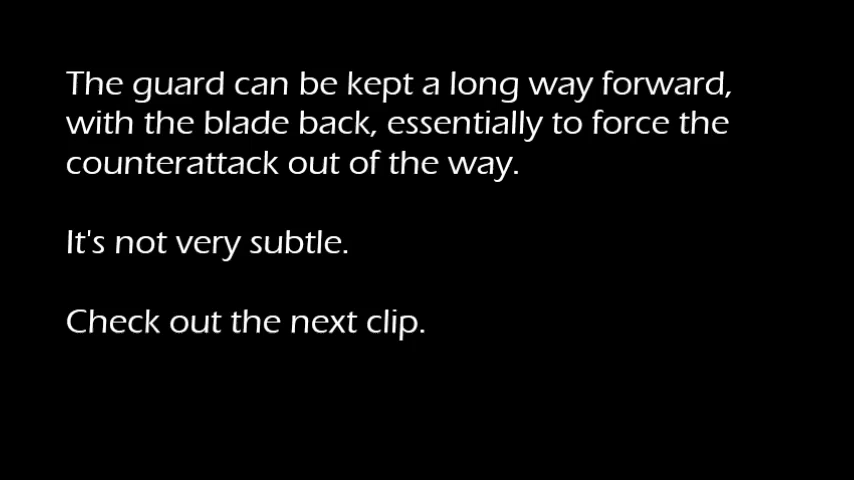 The guard can be kept a long way forward,
with the blade back, essentially to force the
counterattack out of the way.
It's not very subtle.
Check out the next clip.